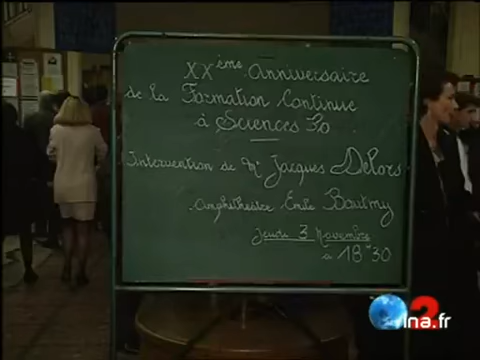 XXème Anniversaire
de la Formation Continue
à Sciences Po
Intervention de Mr Jacques Delors
Amphithéâtre Émile Boutmy
Jeudi 3 Novembre
à 18H30
2
Ina.fr